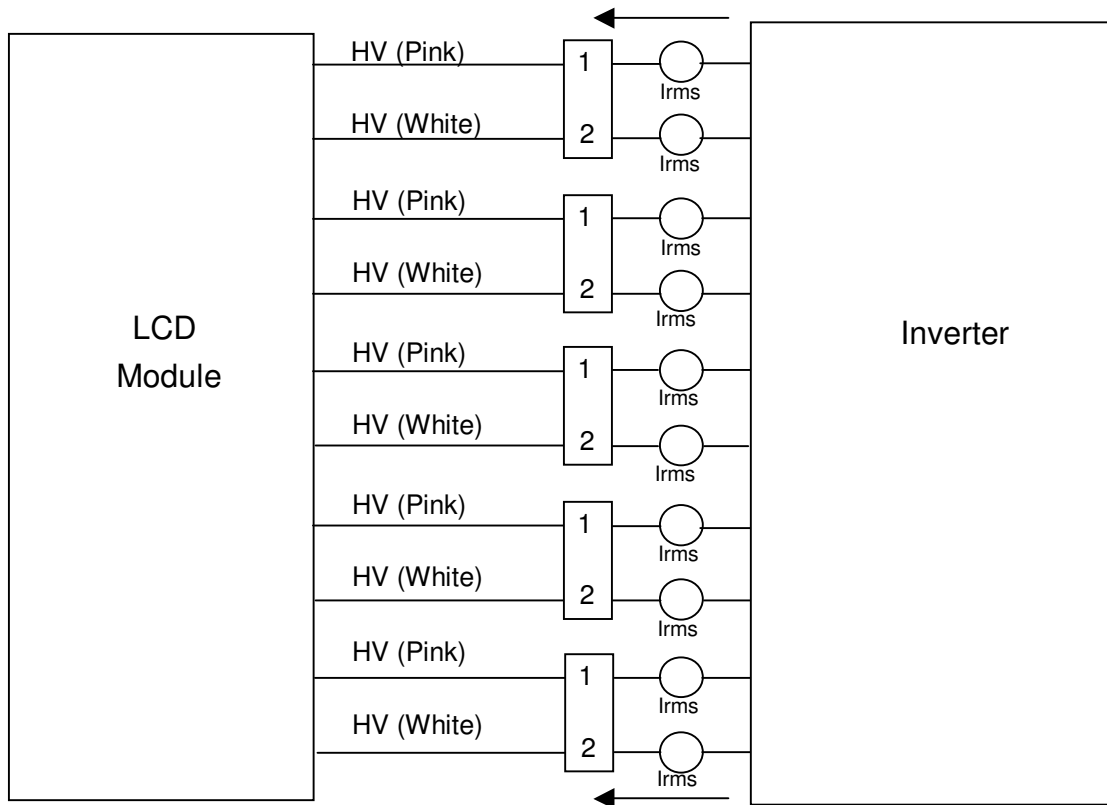 HV (Pink)
1
Irms
HV (White)
2
Irms
HV (Pink)
1
Irms
HV (White)
2
Irms
LCD
Module
Inverter
HV (Pink)
1
Irms
HV (White)
2
Irms
HV (Pink)
1
Irms
HV (White)
2
Irms
HV (Pink)
1
Irms
HV (White)
2
Irms